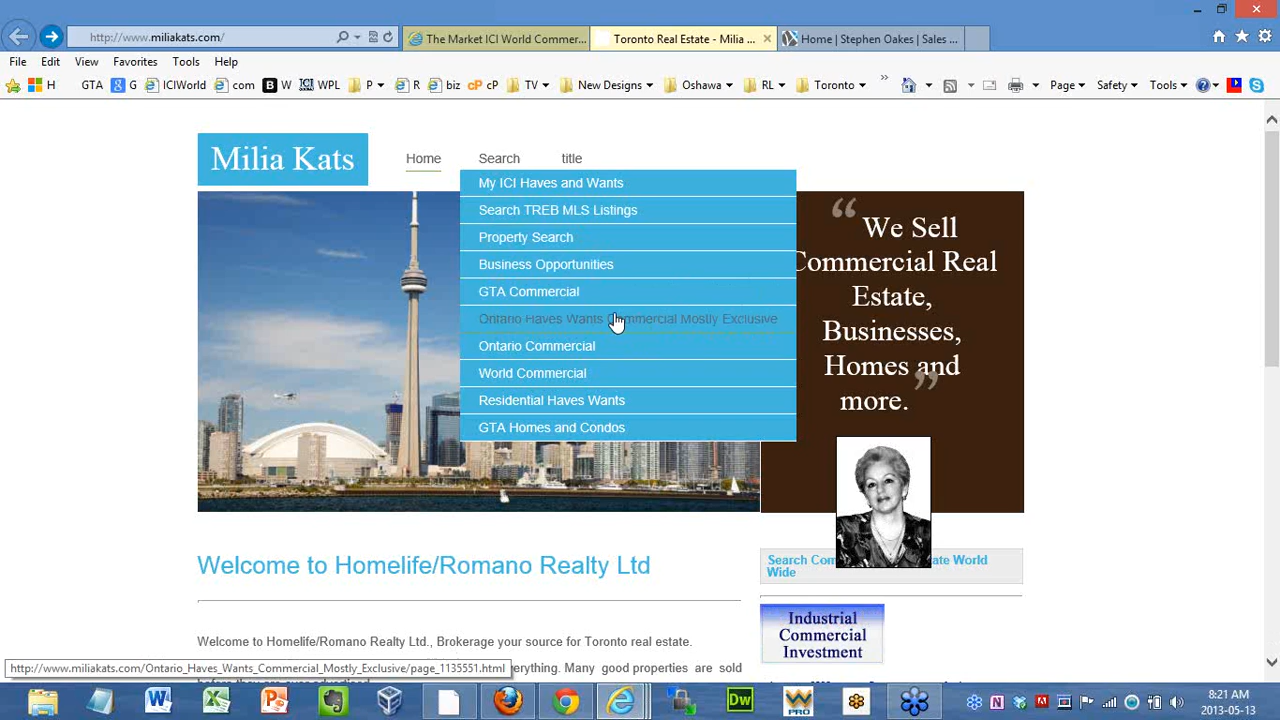 http://www.miliakats.com/
The Market ICI World Commer...
Toronto Real Estate - Milia ...
Home | Stephen Oakes | Sales ...
File Edit View Favorites Tools Help
H GTA G ICIWorld com B W WPL P R biz cP TV New Designs Oshawa RL Toronto Page Safety Tools
Milia Kats
Home Search title
My ICI Haves and Wants
Search TREB MLS Listings
Property Search
Business Opportunities
GTA Commercial
Ontario Haves Wants Commercial Mostly Exclusive
Ontario Commercial
World Commercial
Residential Haves Wants
GTA Homes and Condos
“ We Sell
Commercial Real
Estate,
Businesses,
Homes and
more. ”
Welcome to Homelife/Romano Realty Ltd
Search Com ate World
Wide
Industrial
Commercial
Investment
Welcome to Homelife/Romano Realty Ltd., Brokerage your source for Toronto real estate.
everything. Many good properties are sold
before they are ever advertised
http://www.miliakats.com/Ontario_Haves_Wants_Commercial_Mostly_Exclusive/page_1135551.html
8:21 AM
2013-05-13